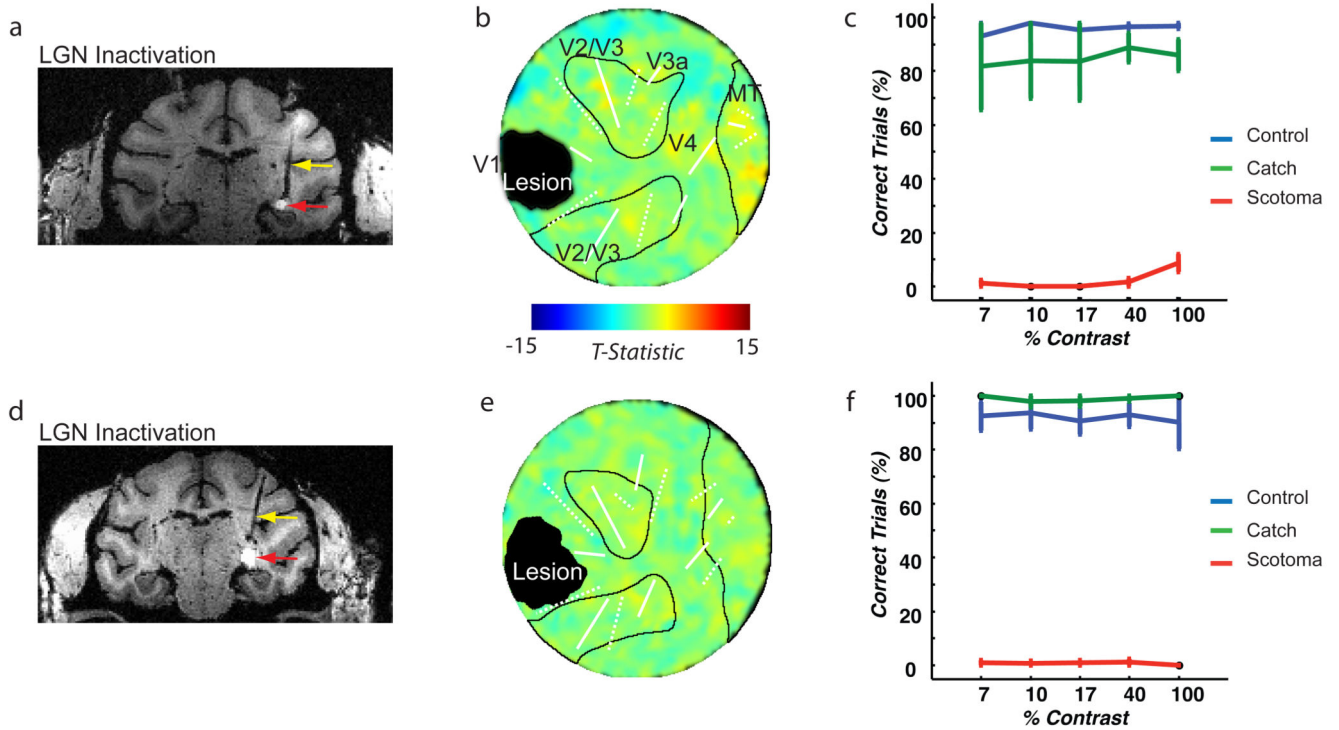 a
LGN Inactivation
b
V2/V3
V3a
MT
V4
V1
Lesion
V2/V3
-15
T-Statistic
15
c
Correct Trials (%)
100
80
60
40
20
0
7
10
17
40
100
% Contrast
Control
Catch
Scotoma
d
LGN Inactivation
e
Lesion
f
Correct Trials (%)
100
80
60
40
20
0
7
10
17
40
100
% Contrast
Control
Catch
Scotoma